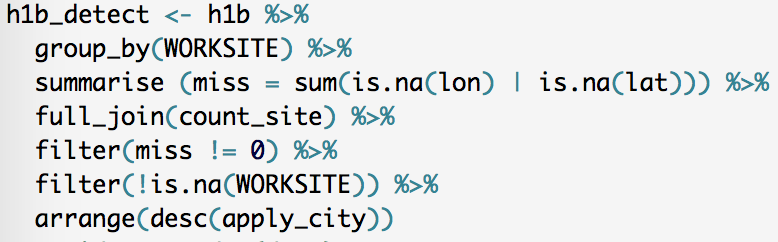 h1b_detect <- h1b %>%
group_by(WORKSITE) %>%
summarise (miss = sum(is.na(lon) | is.na(lat))) %>%
full_join(count_site) %>%
filter(miss != 0) %>%
filter(!is.na(WORKSITE)) %>%
arrange(desc(apply_city))